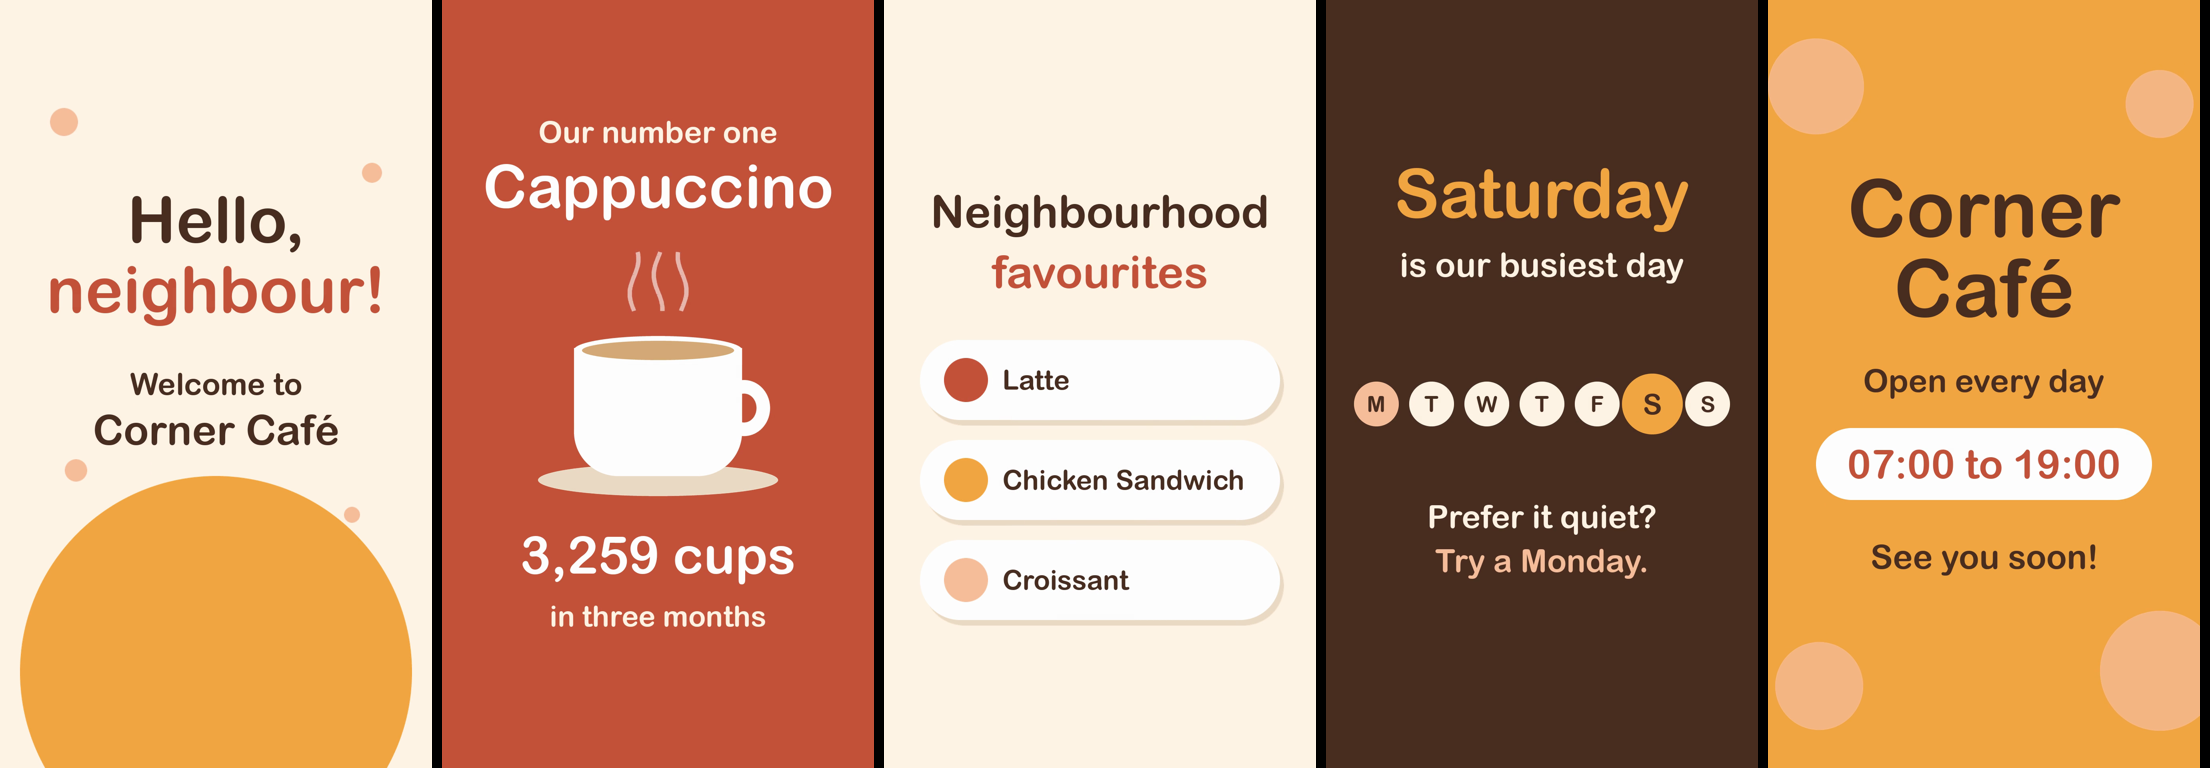 Hello,
neighbour!
Welcome to
Corner Café
Our number one
Cappuccino
3,259 cups
in three months
Neighbourhood
favourites
Latte
Chicken Sandwich
Croissant
Saturday
is our busiest day
M T W T F S S
Prefer it quiet?
Try a Monday.
Corner
Café
Open every day
07:00 to 19:00
See you soon!